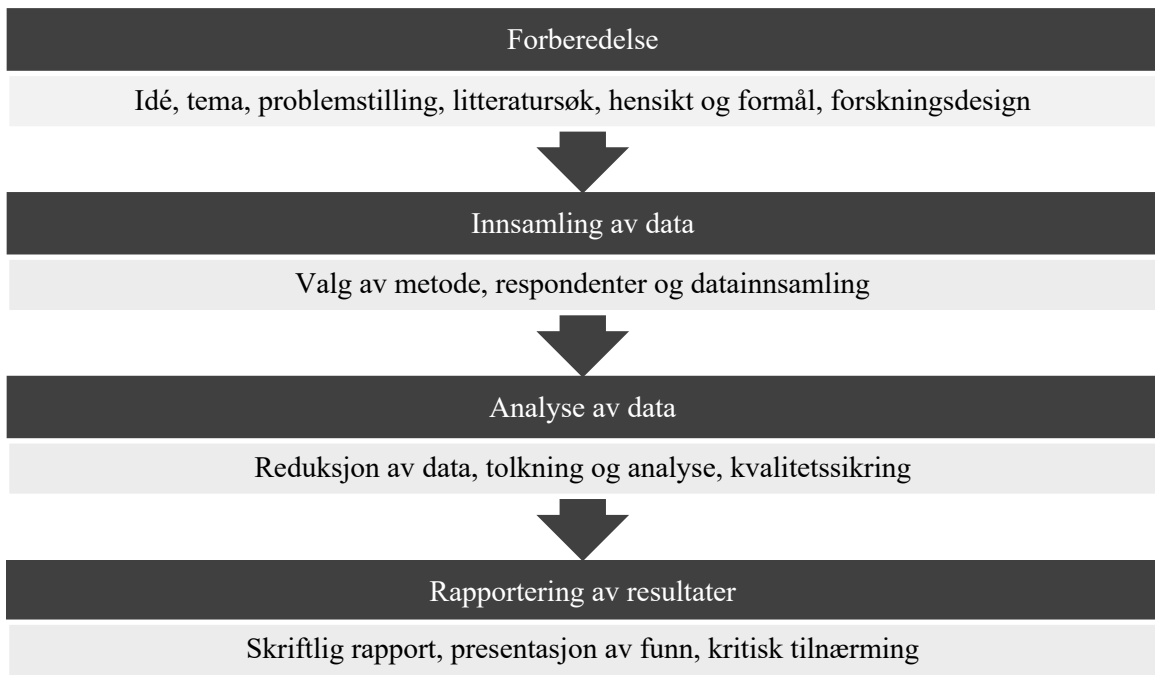 Forberedelse
Idé, tema, problemstilling, litteratursøk, hensikt og formål, forskningsdesign
Innsamling av data
Valg av metode, respondenter og datainnsamling
Analyse av data
Reduksjon av data, tolkning og analyse, kvalitetssikring
Rapportering av resultater
Skriftlig rapport, presentasjon av funn, kritisk tilnærming